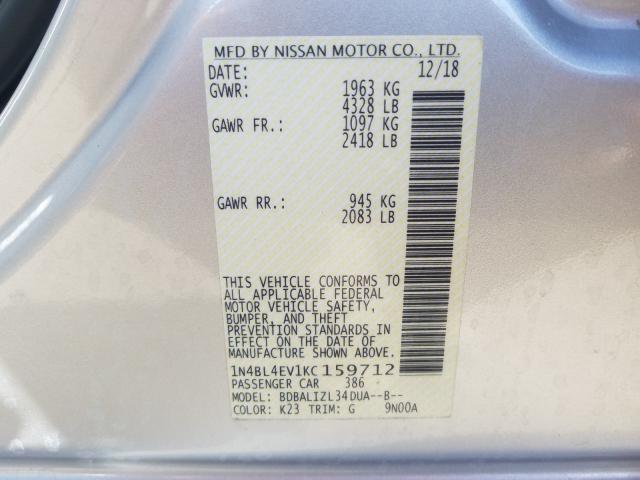 MFD BY NISSAN MOTOR CO., LTD.
DATE: 12/18
GVWR: 1963 KG
4328 LB
GAWR FR.: 1097 KG
2418 LB
GAWR RR.: 945 KG
2083 LB
THIS VEHICLE CONFORMS TO
ALL APPLICABLE FEDERAL
MOTOR VEHICLE SAFETY,
BUMPER, AND THEFT
PREVENTION STANDARDS IN
EFFECT ON THE DATE OF
MANUFACTURE SHOWN ABOVE.
1N4BL4EV1KC159712
PASSENGER CAR 386
MODEL: BDBALIZL34DUA--B--
COLOR: K23 TRIM: G 9N00A